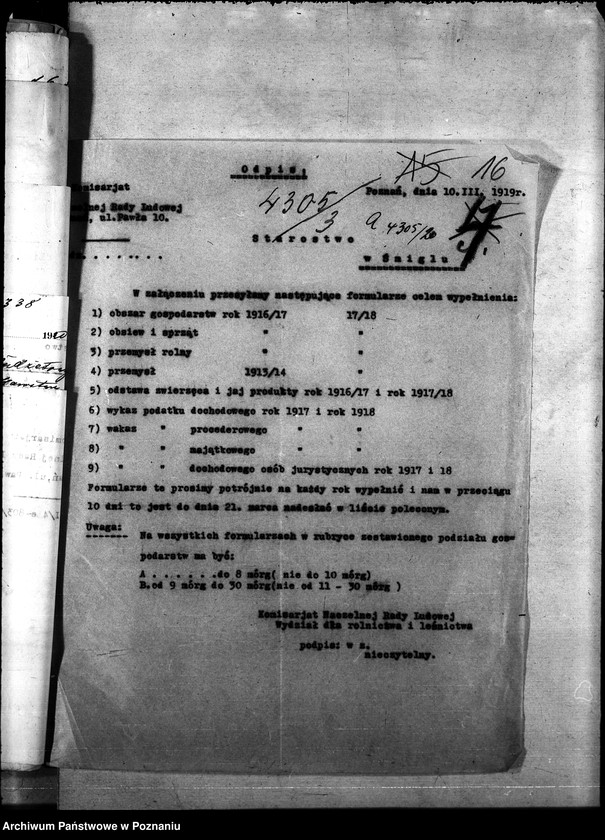 Odpis.
16
Komisarjat
Poznań, dnia 10.III. 1919r.
4305/3
Naczelnej Rady Ludowej
a 4305/20
ul.Pawła 10.
Starostwo
w Śmiglu
W załączeniu przesyłamy następujące formularze celem wypełnienia:
1) obszar gospodarstw rok 1916/17 17/18
2) obsiew i sprząt " "
3) przemysł rolny " "
4) przemysł 1913/14 "
5) odstawa zwierzęca i jaj produkty rok 1916/17 i rok 1917/18
6) wykaz podatku dochodowego rok 1917 i rok 1918
7) wakaz " procederowego " "
8) " " majątkowego " "
9) " " dochodowego osób jurystycznych rok 1917 i 18
Formularze te prosimy potrójnie na każdy rok wypełnić i nam w przeciągu
10 dni to jest do dnia 21. marca nadesłać w liście poleconym.
Uwaga:
Na wszystkich formularzach w rubryce zestawionego podziału gos=
podarstw ma być:
A . . . . . . .do 8 mórg( nie do 10 mórg)
B.od 9 mórg do 30 mórg(nie od 11 - 30 mórg )
Komisarjat Naczelnej Rady Ludowej
Wydział dla rolnictwa i leśnictwa
podpis: w z.
nieczytelny.
338
19
Archiwum Państwowe w Poznaniu